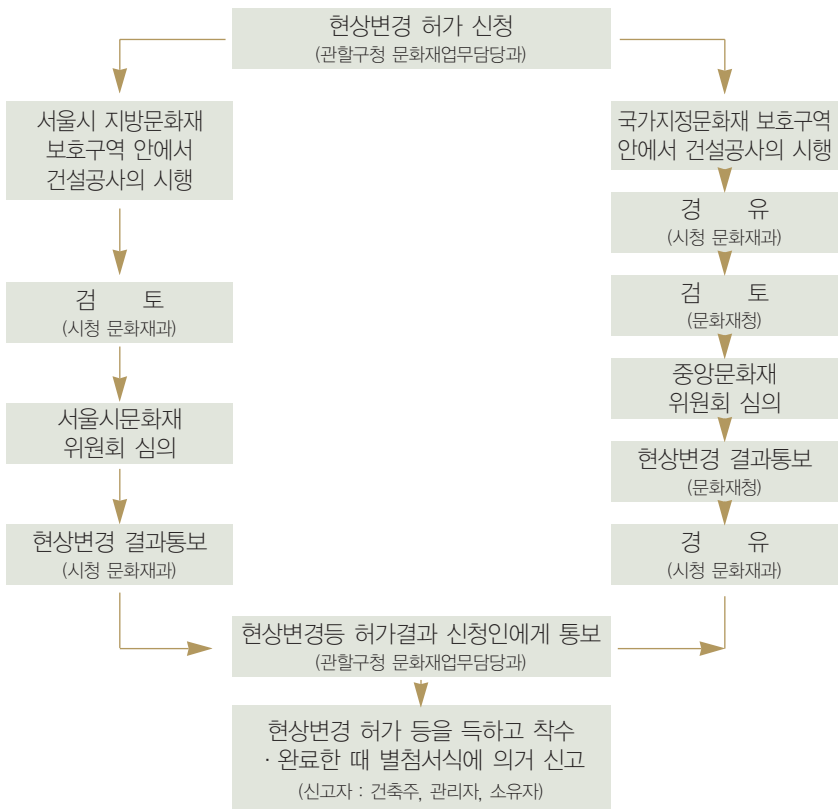 현상변경 허가 신청
(관할구청 문화재업무담당과)
서울시 지방문화재
보호구역 안에서
건설공사의 시행
검 토
(시청 문화재과)
서울시문화재
위원회 심의
현상변경 결과통보
(시청 문화재과)
국가지정문화재 보호구역
안에서 건설공사의 시행
경 유
(시청 문화재과)
검 토
(문화재청)
중앙문화재
위원회 심의
현상변경 결과통보
(문화재청)
경 유
(시청 문화재과)
현상변경등 허가결과 신청인에게 통보
(관할구청 문화재업무담당과)
현상변경 허가 등을 득하고 착수
· 완료한 때 별첨서식에 의거 신고
(신고자 : 건축주, 관리자, 소유자)